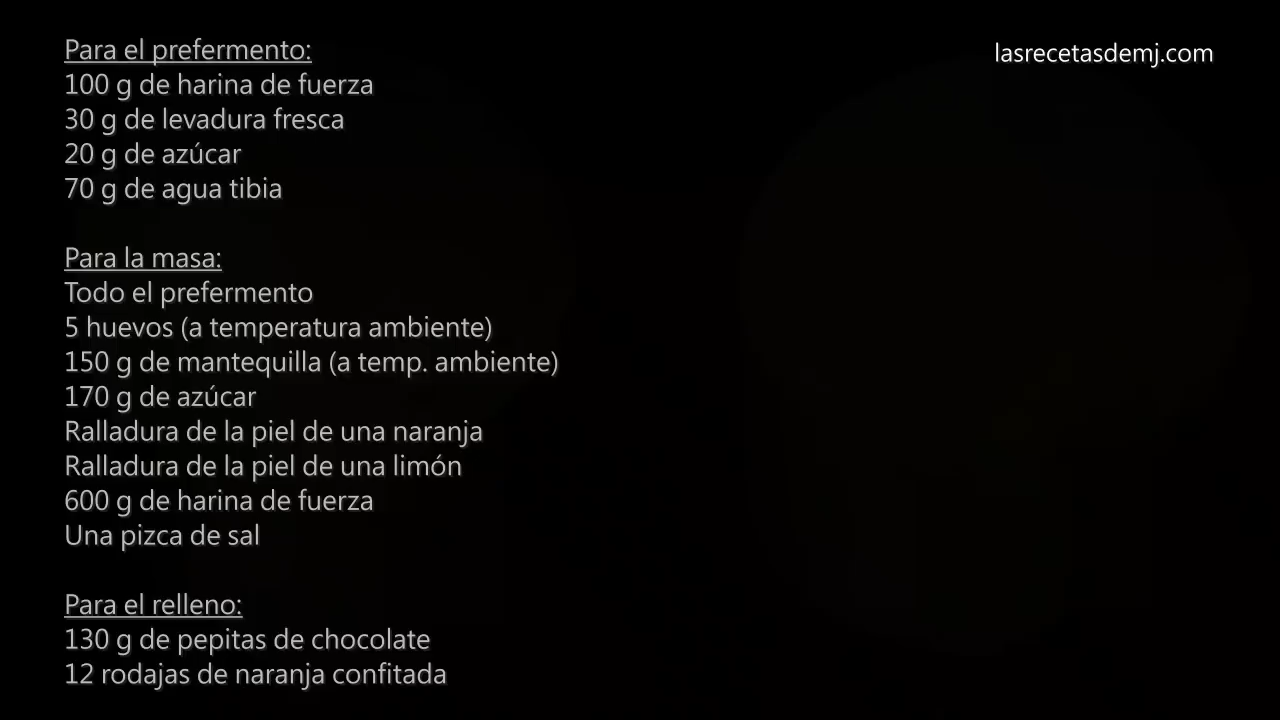 Para el prefermento:
100 g de harina de fuerza
30 g de levadura fresca
20 g de azúcar
70 g de agua tibia
Para la masa:
Todo el prefermento
5 huevos (a temperatura ambiente)
150 g de mantequilla (a temp. ambiente)
170 g de azúcar
Ralladura de la piel de una naranja
Ralladura de la piel de una limón
600 g de harina de fuerza
Una pizca de sal
Para el relleno:
130 g de pepitas de chocolate
12 rodajas de naranja confitada
lasrecetasdemj.com